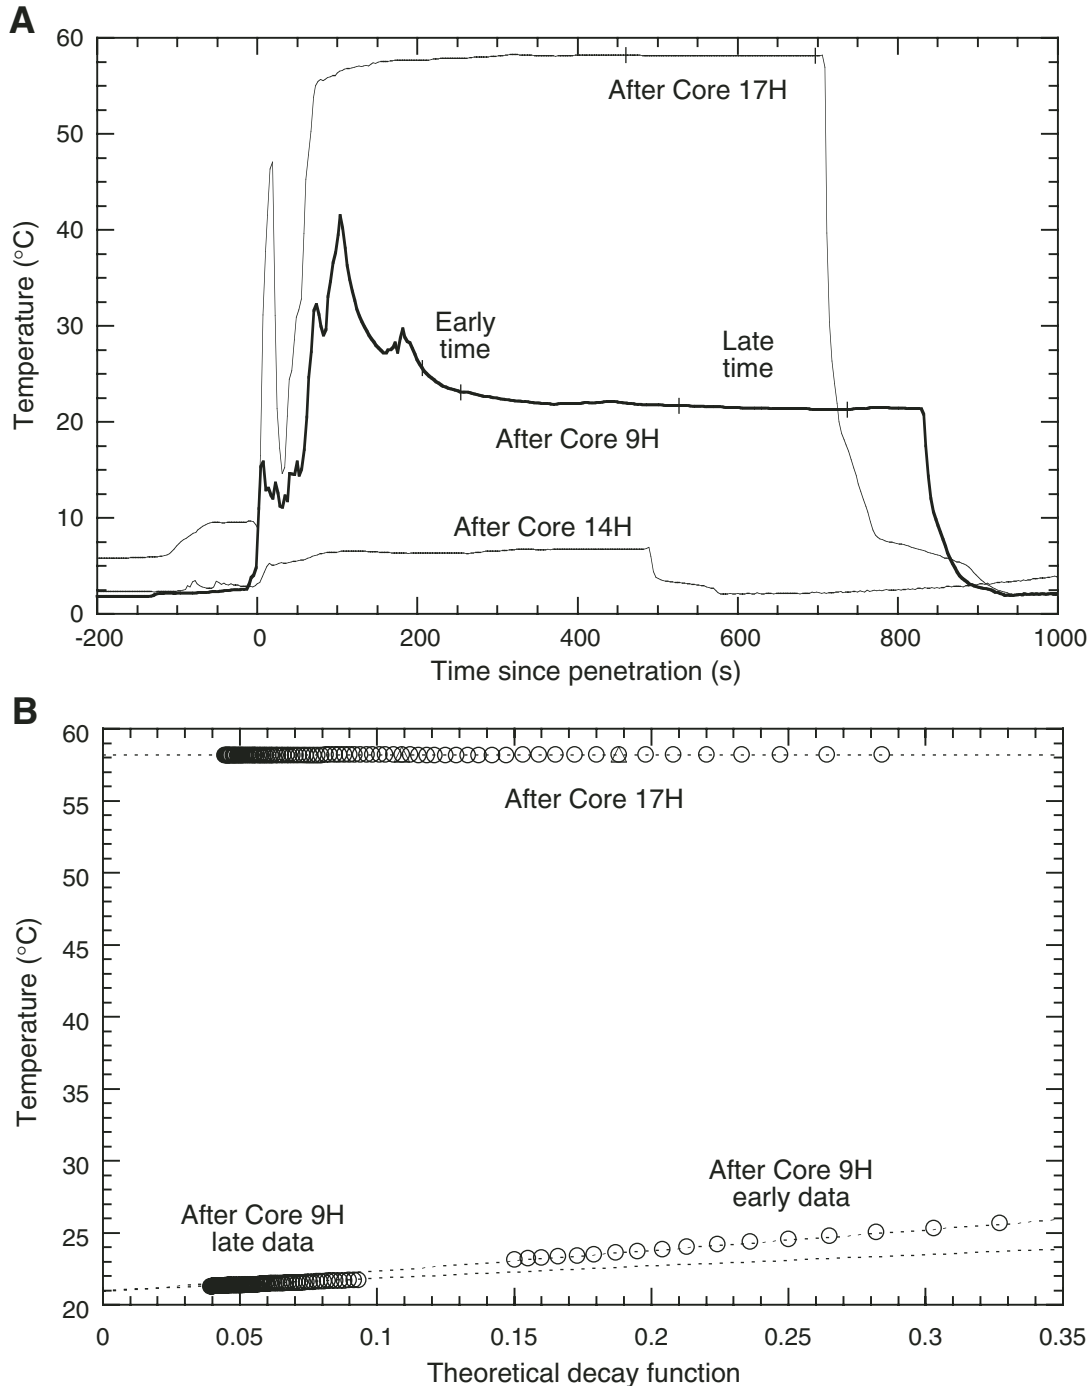 A
60
50
40
30
20
10
0
Temperature (°C)
After Core 17H
Early
time
Late
time
After Core 9H
After Core 14H
-200
0
200
400
600
800
1000
Time since penetration (s)
B
60
55
50
45
40
35
30
25
20
Temperature (°C)
After Core 17H
After Core 9H
early data
After Core 9H
late data
0
0.05
0.1
0.15
0.2
0.25
0.3
0.35
Theoretical decay function